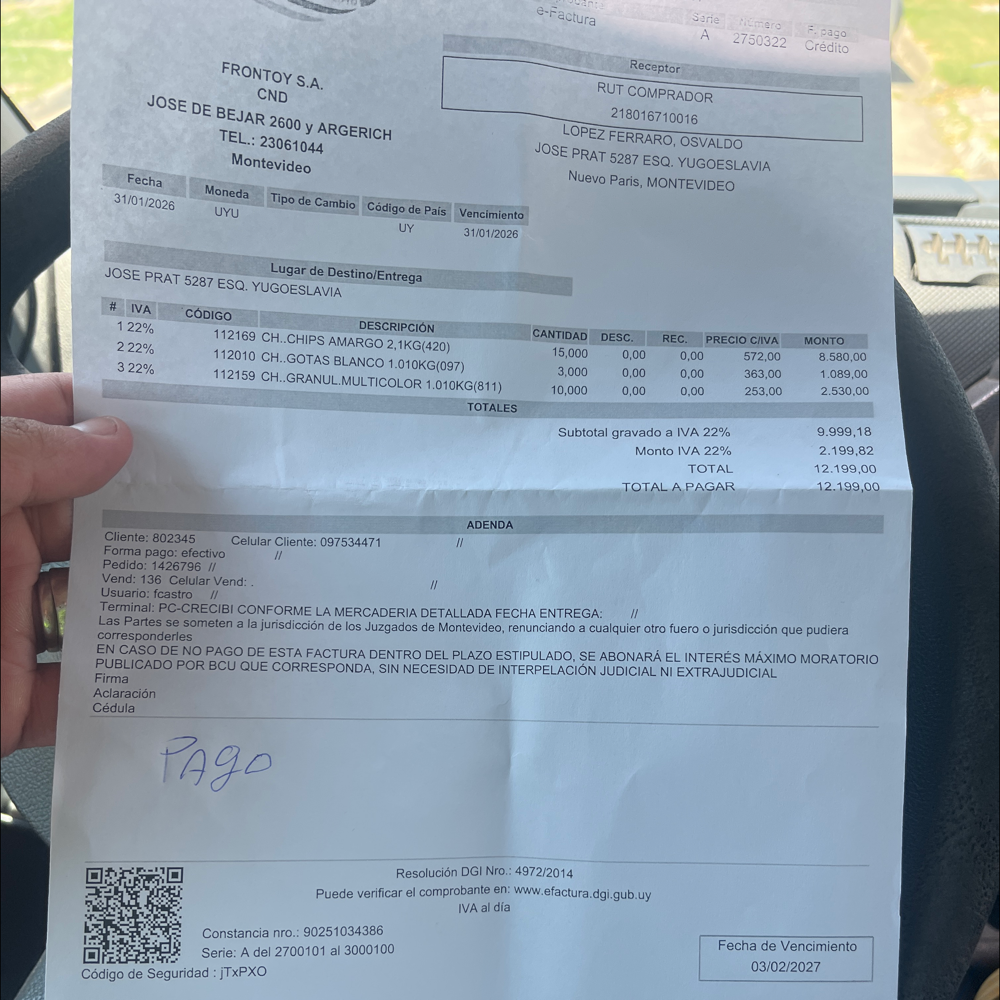 e-Factura
Serie Número F. pago
A 2750322 Crédito
Receptor
RUT COMPRADOR
218016710016
LOPEZ FERRARO, OSVALDO
JOSE PRAT 5287 ESQ. YUGOESLAVIA
Nuevo Paris, MONTEVIDEO
FRONTOY S.A.
CND
JOSE DE BEJAR 2600 y ARGERICH
TEL.: 23061044
Montevideo
Fecha Moneda Tipo de Cambio Código de País Vencimiento
31/01/2026 UYU UY 31/01/2026
Lugar de Destino/Entrega
JOSE PRAT 5287 ESQ. YUGOESLAVIA
# IVA CÓDIGO DESCRIPCIÓN CANTIDAD DESC. REC. PRECIO C/IVA MONTO
1 22% 112169 CH..CHIPS AMARGO 2,1KG(420) 15,000 0,00 0,00 572,00 8.580,00
2 22% 112010 CH..GOTAS BLANCO 1.010KG(097) 3,000 0,00 0,00 363,00 1.089,00
3 22% 112159 CH..GRANUL.MULTICOLOR 1.010KG(811) 10,000 0,00 0,00 253,00 2.530,00
TOTALES
Subtotal gravado a IVA 22% 9.999,18
Monto IVA 22% 2.199,82
TOTAL 12.199,00
TOTAL A PAGAR 12.199,00
ADENDA
Cliente: 802345 Celular Cliente: 097534471 //
Forma pago: efectivo //
Pedido: 1426796 //
Vend: 136 Celular Vend: . //
Usuario: fcastro //
Terminal: PC-CRECIBI CONFORME LA MERCADERIA DETALLADA FECHA ENTREGA: //
Las Partes se someten a la jurisdicción de los Juzgados de Montevideo, renunciando a cualquier otro fuero o jurisdicción que pudiera
corresponderles
EN CASO DE NO PAGO DE ESTA FACTURA DENTRO DEL PLAZO ESTIPULADO, SE ABONARÁ EL INTERÉS MÁXIMO MORATORIO
PUBLICADO POR BCU QUE CORRESPONDA, SIN NECESIDAD DE INTERPELACIÓN JUDICIAL NI EXTRAJUDICIAL
Firma
Aclaración
Cédula
PAGO
Resolución DGI Nro.: 4972/2014
Puede verificar el comprobante en: www.efactura.dgi.gub.uy
IVA al día
Constancia nro.: 90251034386
Serie: A del 2700101 al 3000100
Código de Seguridad : jTxPXO
Fecha de Vencimiento
03/02/2027